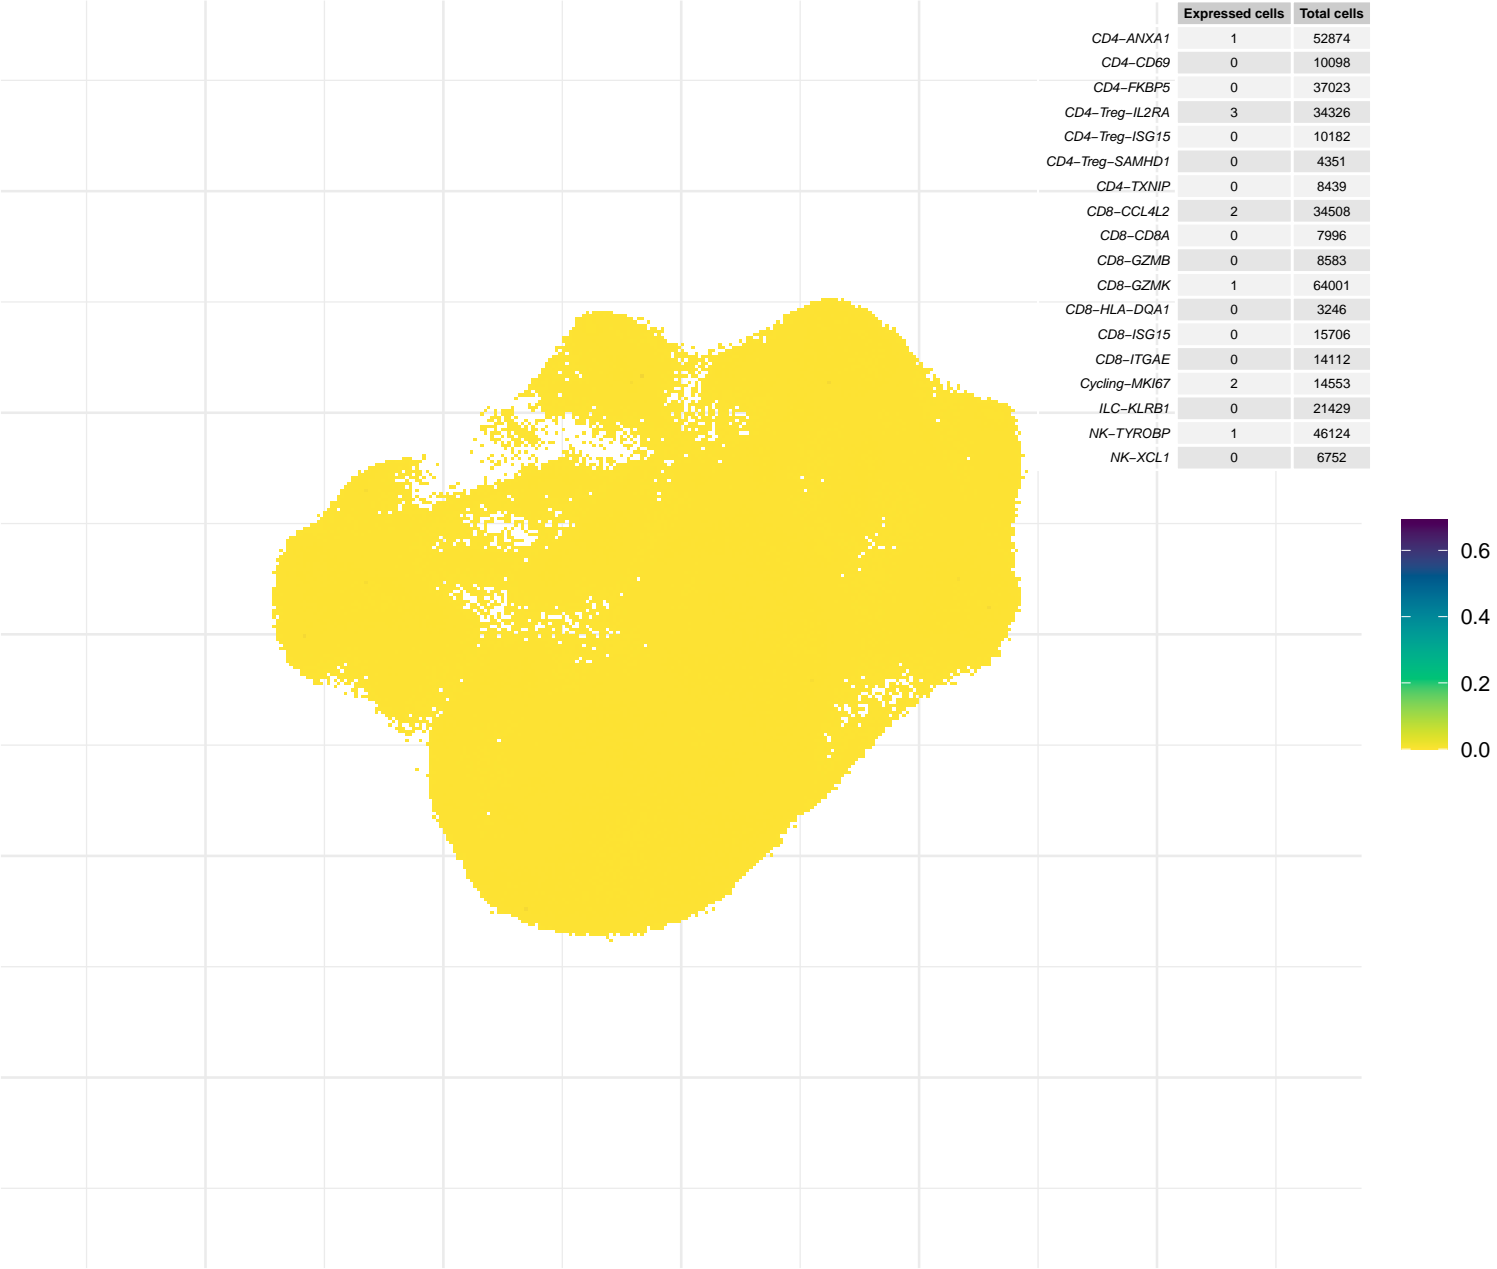 Expressed cells Total cells
CD4−ANXA1 1 52874
CD4−CD69 0 10098
CD4−FKBP5 0 37023
CD4−Treg−IL2RA 3 34326
CD4−Treg−ISG15 0 10182
CD4−Treg−SAMHD1 0 4351
CD4−TXNIP 0 8439
CD8−CCL4L2 2 34508
CD8−CD8A 0 7996
CD8−GZMB 0 8583
CD8−GZMK 1 64001
CD8−HLA−DQA1 0 3246
CD8−ISG15 0 15706
CD8−ITGAE 0 14112
Cycling−MKI67 2 14553
ILC−KLRB1 0 21429
NK−TYROBP 1 46124
NK−XCL1 0 6752
0.6
0.4
0.2
0.0